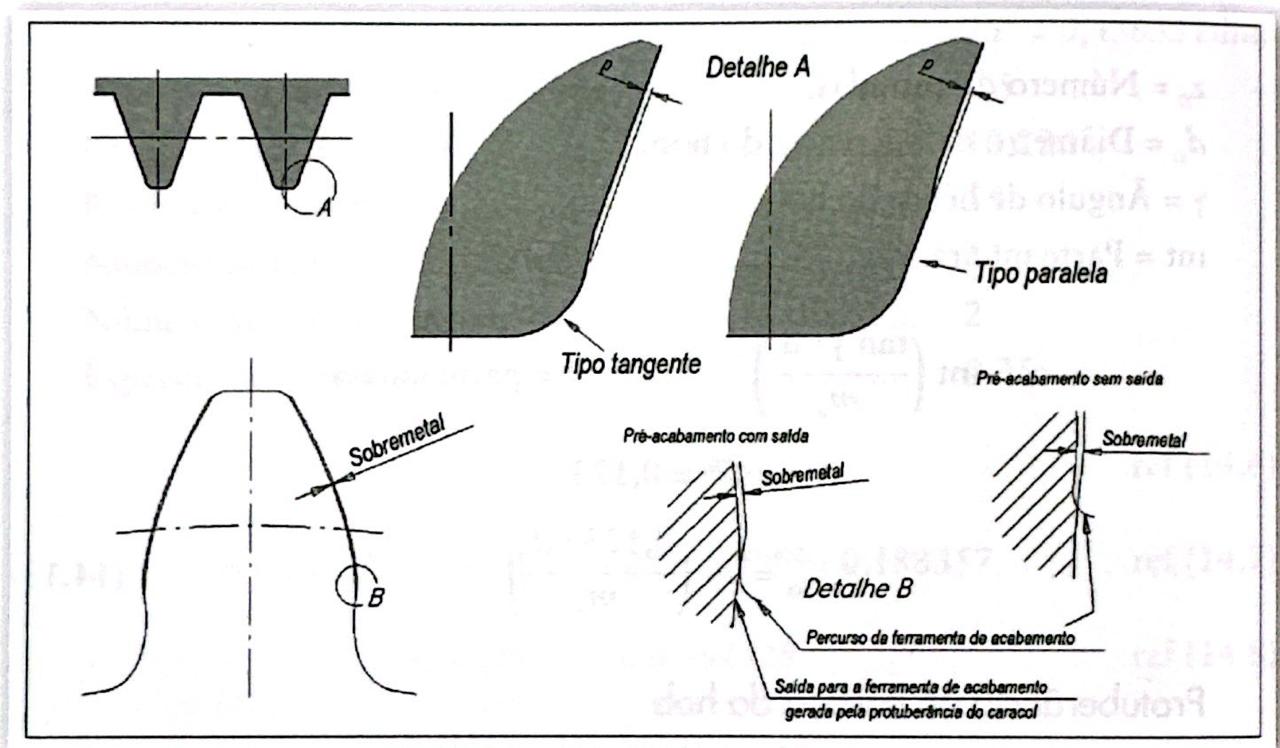 Detalhe A
p
p
A
Tipo paralela
Tipo tangente
Pré-acabamento sem saída
Sobremetal
Pré-acabamento com saída
Sobremetal
Sobremetal
B
Detalhe B
Percurso da ferramenta de acabamento
Saída para a ferramenta de acabamento
gerada pela protuberância do caracol